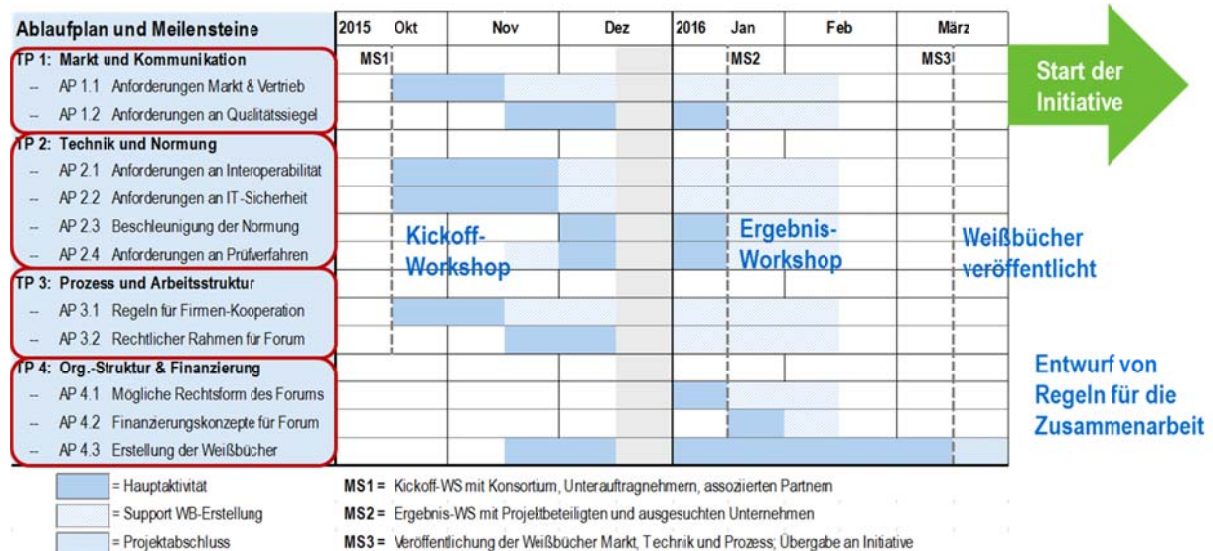 Ablaufplan und Meilensteine 2015 Okt Nov Dez 2016 Jan Feb März
TP 1: Markt und Kommunikation MS1 MS2 MS3
-- AP 1.1 Anforderungen Markt & Vertrieb
-- AP 1.2 Anforderungen an Qualitätssiegel
Start der
Initiative
TP 2: Technik und Normung
-- AP 2.1 Anforderungen an Interoperabilität
-- AP 2.2 Anforderungen an IT-Sicherheit
-- AP 2.3 Beschleunigung der Normung
-- AP 2.4 Anforderungen an Prüfverfahren
Kickoff-
Workshop
Ergebnis-
Workshop
Weißbücher
veröffentlicht
TP 3: Prozess und Arbeitsstruktur
-- AP 3.1 Regeln für Firmen-Kooperation
-- AP 3.2 Rechtlicher Rahmen für Forum
TP 4: Org.-Struktur & Finanzierung
-- AP 4.1 Mögliche Rechtsform des Forums
-- AP 4.2 Finanzierungskonzepte für Forum
-- AP 4.3 Erstellung der Weißbücher
Entwurf von
Regeln für die
Zusammenarbeit
= Hauptaktivität
= Support WB-Erstellung
= Projektabschluss
MS1 = Kickoff-WS mit Konsortium, Unterauftragnehmern, assoziierten Partnern
MS2 = Ergebnis-WS mit Projektbeteiligten und ausgesuchten Unternehmen
MS3 = Veröffentlichung der Weißbücher Markt, Technik und Prozess; Übergabe an Initiative